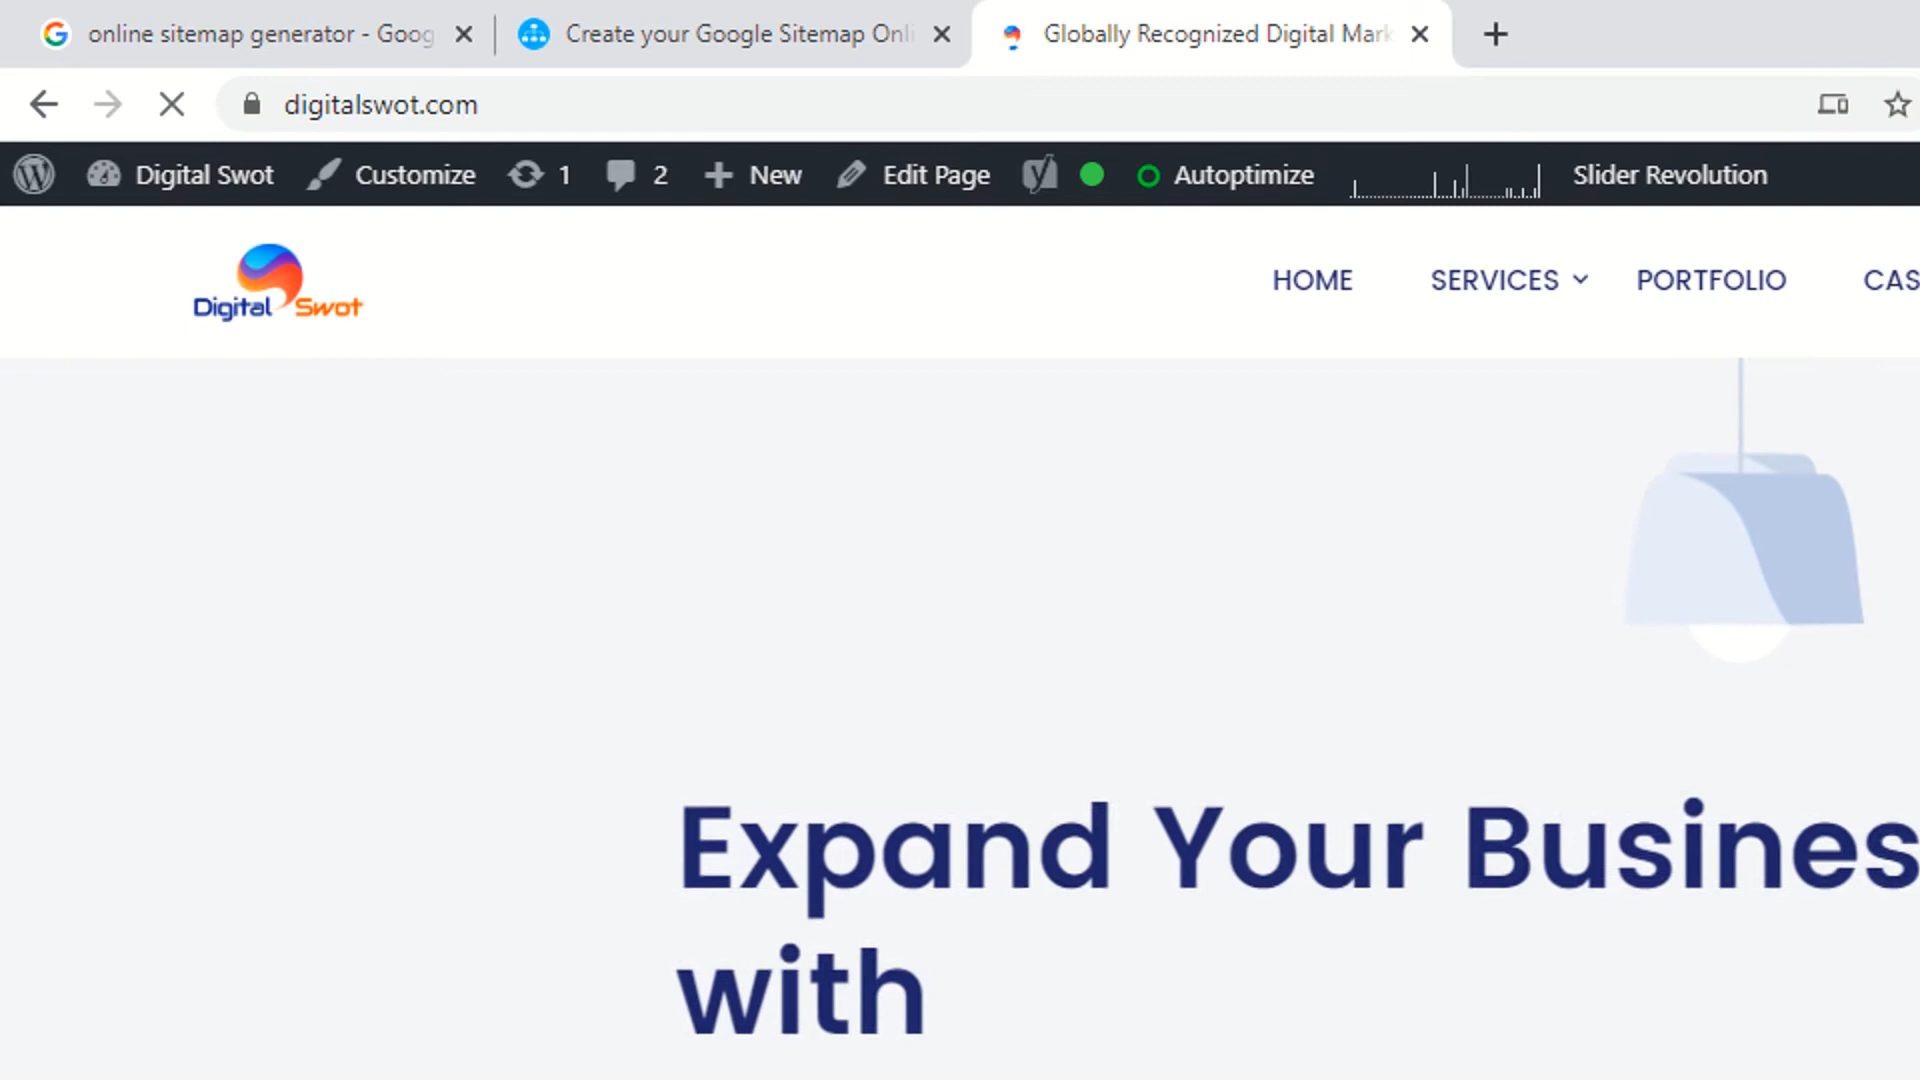 online sitemap generator - Goog
Create your Google Sitemap Onli
Globally Recognized Digital Mark
digitalswot.com
Digital Swot
Customize
1
2
New
Edit Page
Autoptimize
Slider Revolution
Digital Swot
HOME
SERVICES
PORTFOLIO
CAS
Expand Your Busines
with